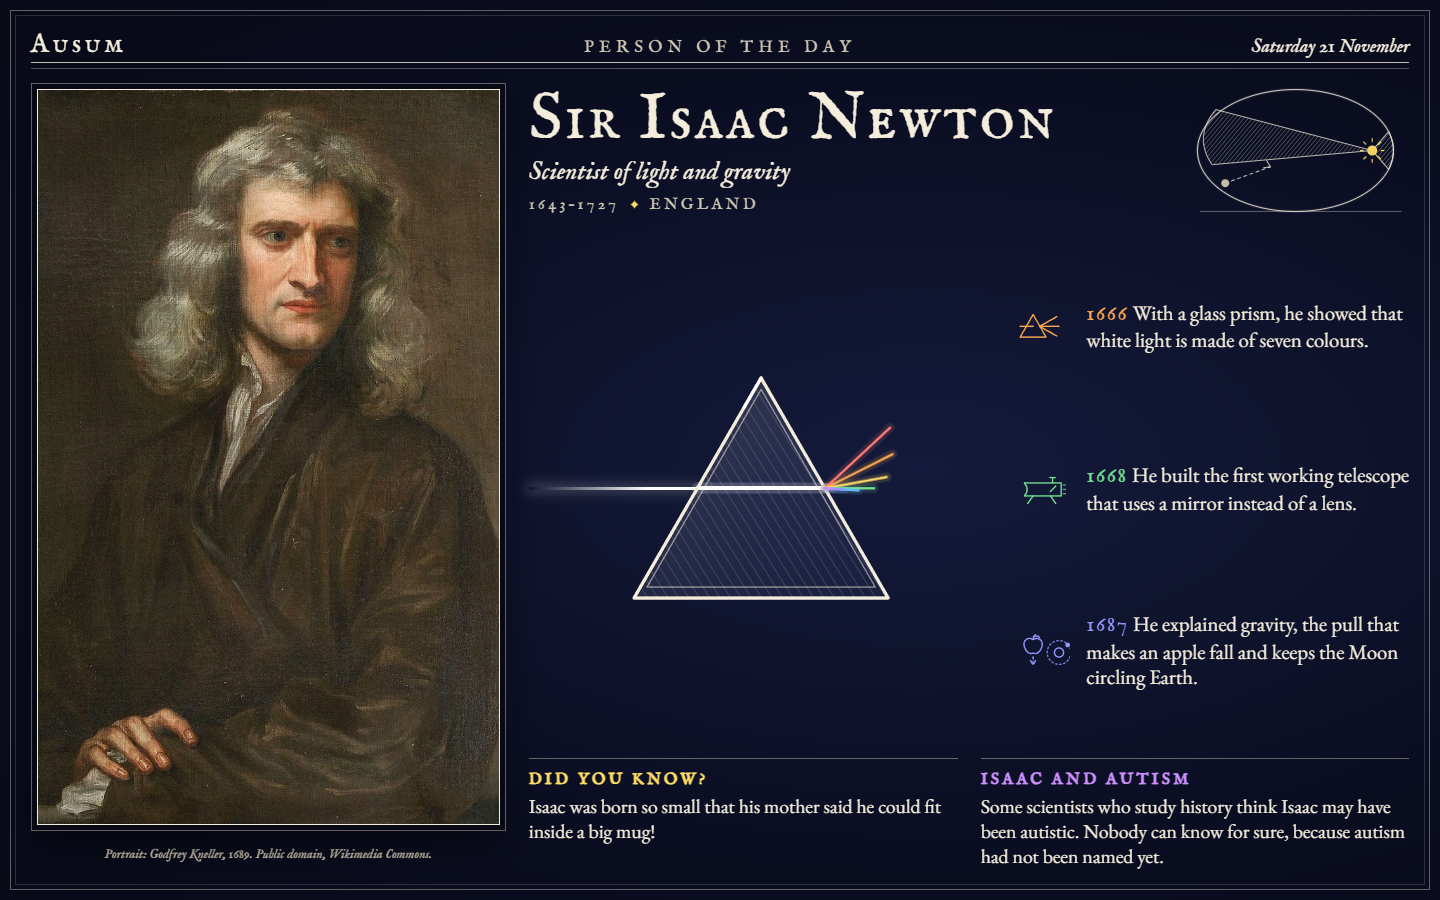 Ausum
PERSON OF THE DAY
Saturday 21 November
Sir Isaac Newton
Scientist of light and gravity
1643–1727 ✦ ENGLAND
1666 With a glass prism, he showed that
white light is made of seven colours.
1668 He built the first working telescope
that uses a mirror instead of a lens.
1687 He explained gravity, the pull that
makes an apple fall and keeps the Moon
circling Earth.
DID YOU KNOW?
Isaac was born so small that his mother said he could fit
inside a big mug!
ISAAC AND AUTISM
Some scientists who study history think Isaac may have
been autistic. Nobody can know for sure, because autism
had not been named yet.
Portrait: Godfrey Kneller, 1689. Public domain, Wikimedia Commons.